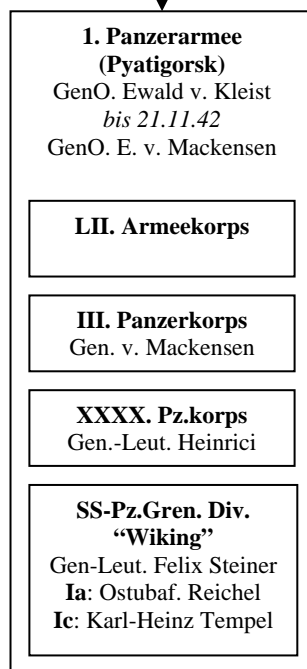 1. Panzerarmee
(Pyatigorsk)
GenO. Ewald v. Kleist
bis 21.11.42
GenO. E. v. Mackensen
LII. Armeekorps
III. Panzerkorps
Gen. v. Mackensen
XXXX. Pz.korps
Gen.-Leut. Heinrici
SS-Pz.Gren. Div.
“Wiking”
Gen-Leut. Felix Steiner
Ia: Ostubaf. Reichel
Ic: Karl-Heinz Tempel